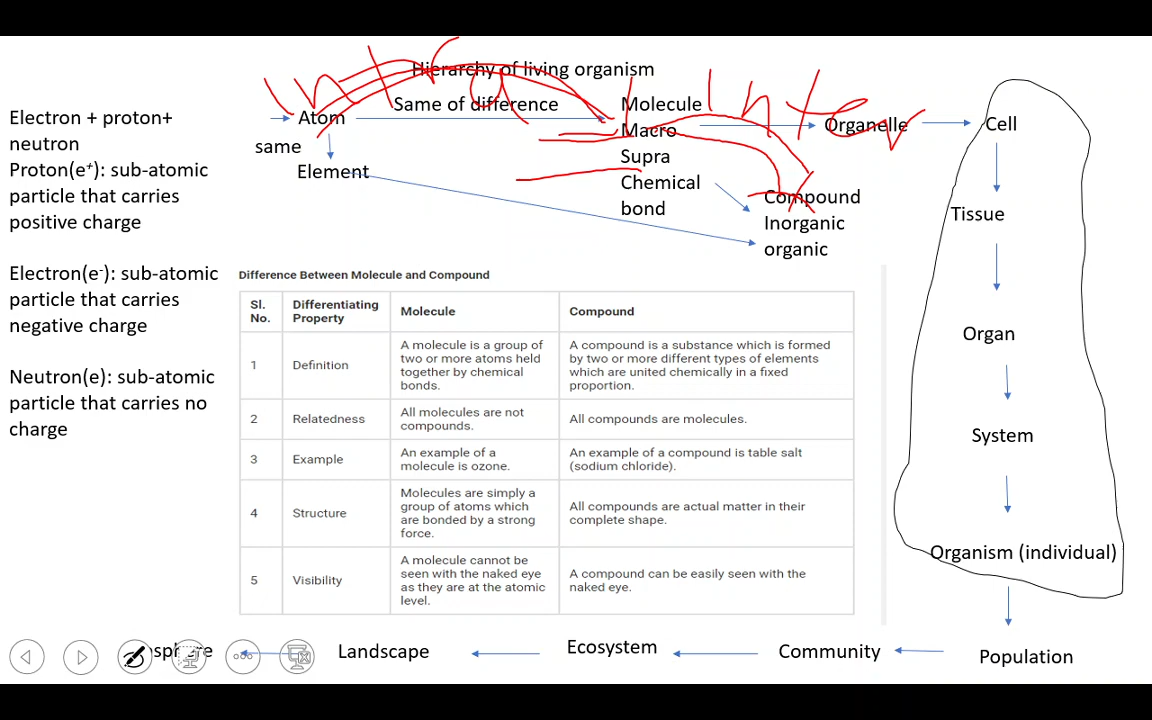 Hierarchy of living organism
Intra
Inter
Electron + proton+
neutron
Proton(e+): sub-atomic
particle that carries
positive charge
Electron(e-): sub-atomic
particle that carries
negative charge
Neutron(e): sub-atomic
particle that carries no
charge
Atom
Same of difference
same
Element
Molecule
Macro
Supra
Chemical
bond
Compound
Inorganic
organic
Organelle
Cell
Tissue
Organ
System
Organism (individual)
Population
Community
Ecosystem
Landscape
osphere
Difference Between Molecule and Compound
Sl.
No.
Differentiating
Property
Molecule
Compound
1
Definition
A molecule is a group of
two or more atoms held
together by chemical
bonds.
A compound is a substance which is formed
by two or more different types of elements
which are united chemically in a fixed
proportion.
2
Relatedness
All molecules are not
compounds.
All compounds are molecules.
3
Example
An example of a
molecule is ozone.
An example of a compound is table salt
(sodium chloride).
4
Structure
Molecules are simply a
group of atoms which
are bonded by a strong
force.
All compounds are actual matter in their
complete shape.
5
Visibility
A molecule cannot be
seen with the naked eye
as they are at the atomic
level.
A compound can be easily seen with the
naked eye.